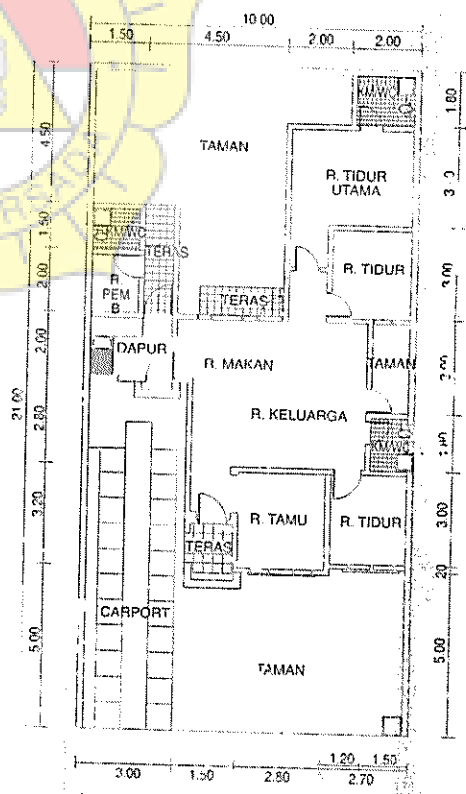 10.00
1.50 4.50 2.00 2.00
KM/WC
1.80
4.50
TAMAN
R. TIDUR
UTAMA
1.50
KM/WC
TERAS
2.00
R.
PEM
B.
R. TIDUR
3.00
TERAS
DAPUR
2.00
R. MAKAN
TAMAN
21.00
2.80
R. KELUARGA
KM/WC
3.20
TERAS
R. TAMU
R. TIDUR
3.00
20
CARPORT
5.00
TAMAN
5.00
1.20 1.50
3.00 1.50 2.80 2.70